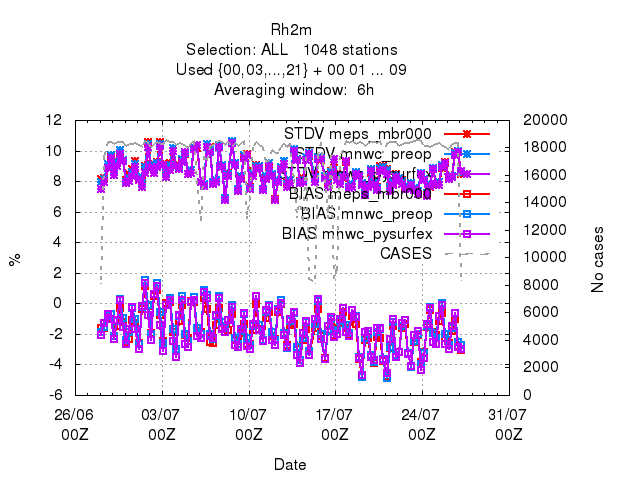 Rh2m
Selection: ALL   1048 stations
Used {00,03,...,21} + 00 01 ... 09
Averaging window:  6h
12 20000
10 18000
8 16000
6 14000
4 12000
2 10000
0 8000
-2 6000
-4 4000
-6 2000
0
STDV meps_mbr000
STDV mnwc_preop
STDV mnwc_pysurfex
BIAS meps_mbr000
BIAS mnwc_preop
BIAS mnwc_pysurfex
CASES
%
No cases
26/06 03/07 10/07 17/07 24/07 31/07
00Z 00Z 00Z 00Z 00Z 00Z
Date